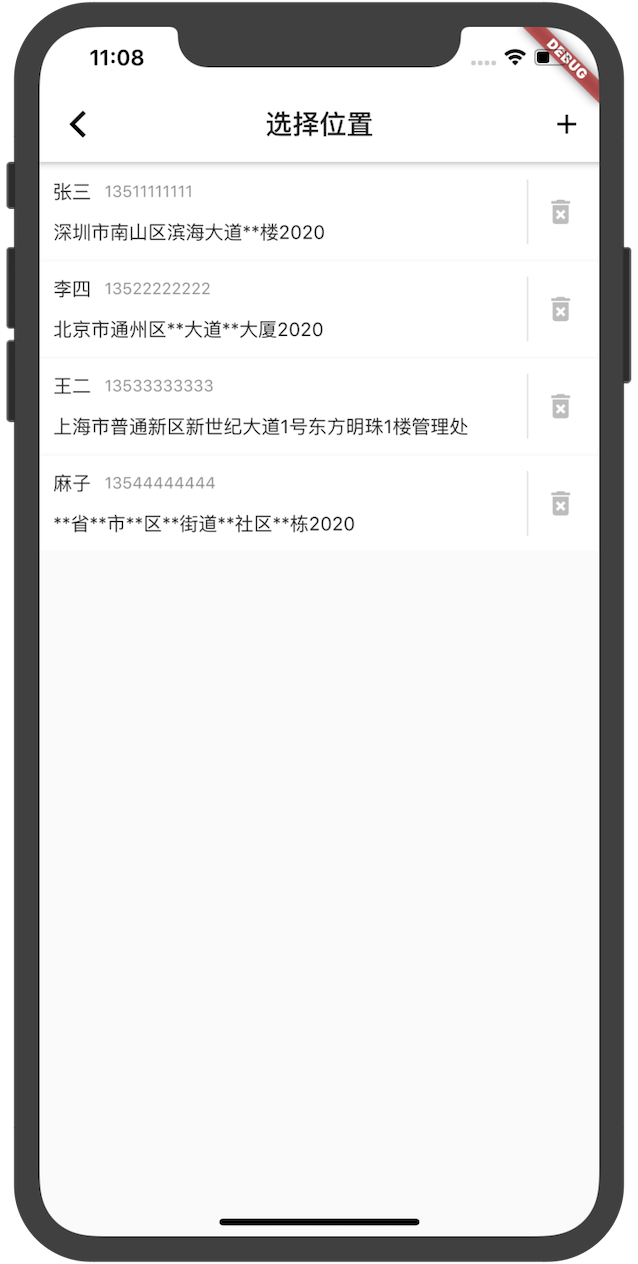 11:08
DEBUG
选择位置
张三 13511111111
深圳市南山区滨海大道**楼2020
李四 13522222222
北京市通州区**大道**大厦2020
王二 13533333333
上海市普通新区新世纪大道1号东方明珠1楼管理处
麻子 13544444444
**省**市**区**街道**社区**栋2020